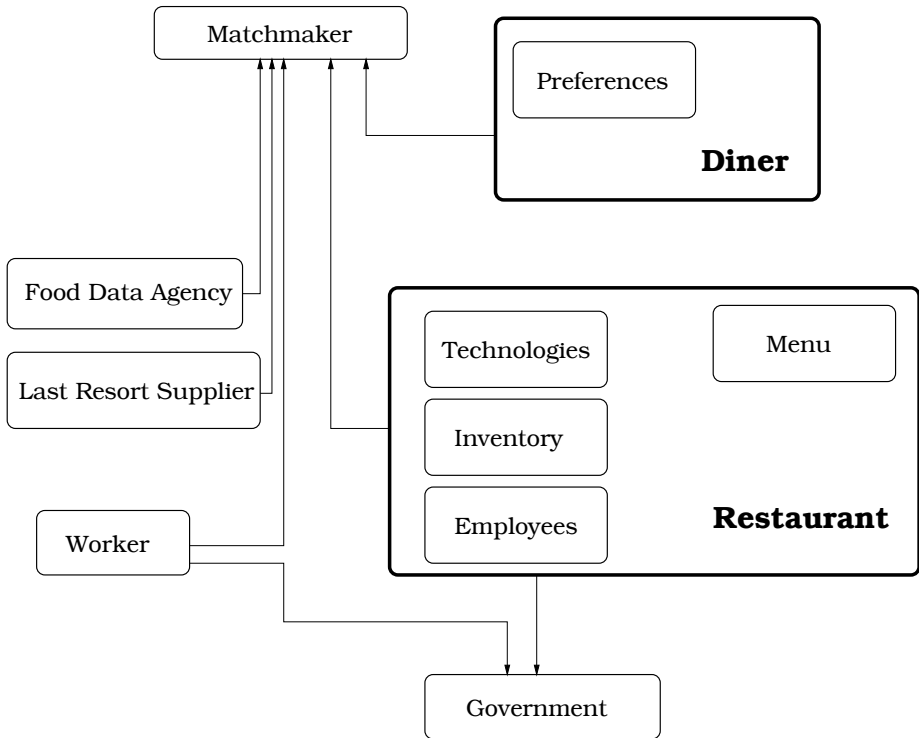 Matchmaker
Preferences
Diner
Food Data Agency
Last Resort Supplier
Technologies
Menu
Inventory
Employees
Restaurant
Worker
Government